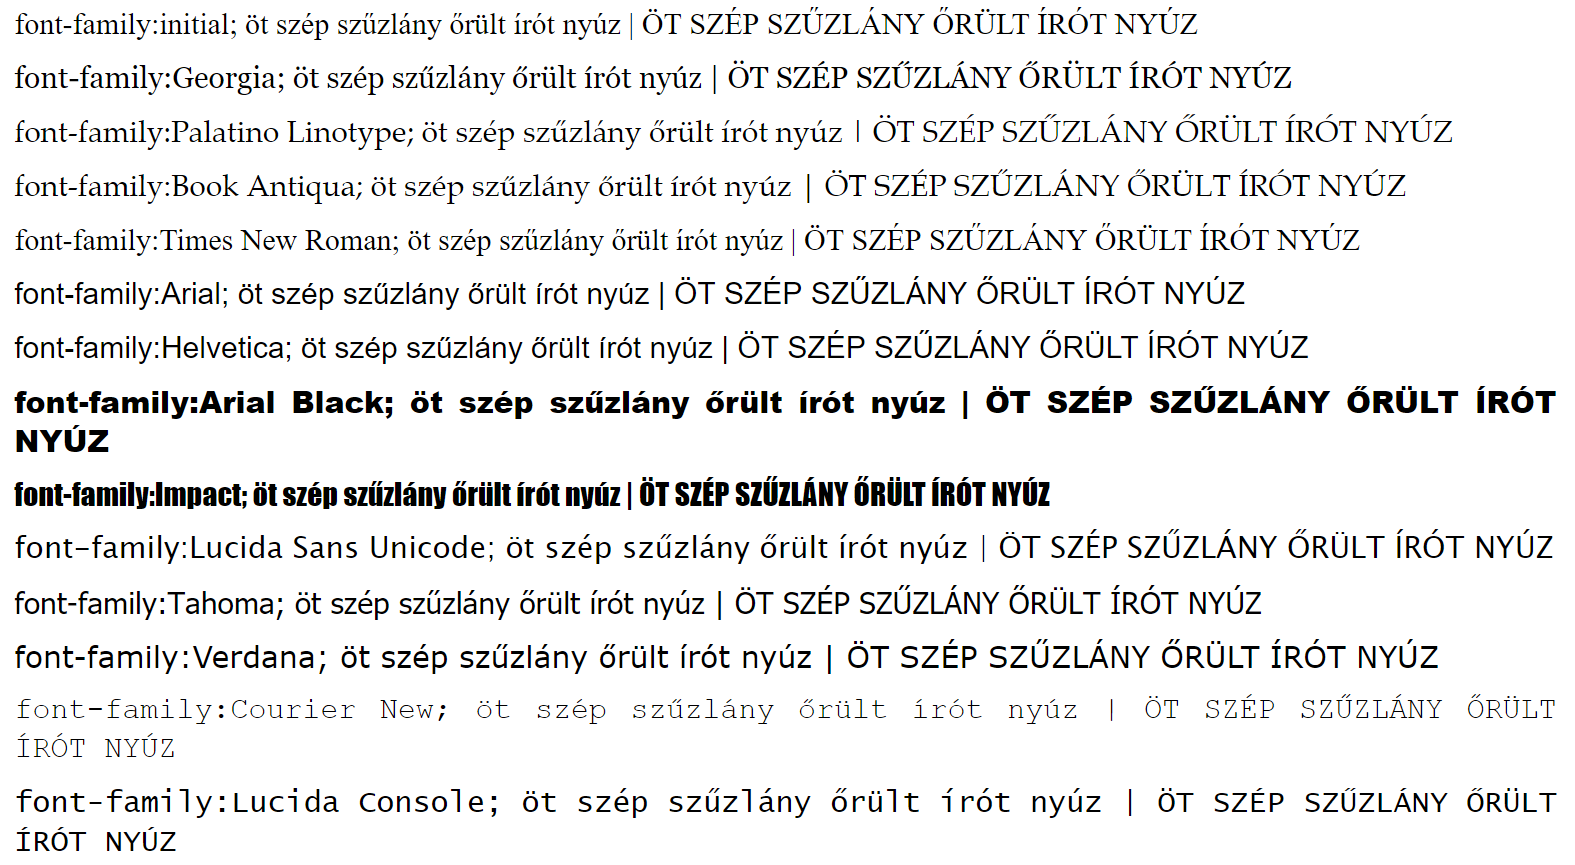 font-family:initial; öt szép szűzlány őrült írót nyúz | ÖT SZÉP SZŰZLÁNY ŐRÜLT ÍRÓT NYÚZ
font-family:Georgia; öt szép szűzlány őrült írót nyúz | ÖT SZÉP SZŰZLÁNY ŐRÜLT ÍRÓT NYÚZ
font-family:Palatino Linotype; öt szép szűzlány őrült írót nyúz | ÖT SZÉP SZŰZLÁNY ŐRÜLT ÍRÓT NYÚZ
font-family:Book Antiqua; öt szép szűzlány őrült írót nyúz | ÖT SZÉP SZŰZLÁNY ŐRÜLT ÍRÓT NYÚZ
font-family:Times New Roman; öt szép szűzlány őrült írót nyúz | ÖT SZÉP SZŰZLÁNY ŐRÜLT ÍRÓT NYÚZ
font-family:Arial; öt szép szűzlány őrült írót nyúz | ÖT SZÉP SZŰZLÁNY ŐRÜLT ÍRÓT NYÚZ
font-family:Helvetica; öt szép szűzlány őrült írót nyúz | ÖT SZÉP SZŰZLÁNY ŐRÜLT ÍRÓT NYÚZ
font-family:Arial Black; öt szép szűzlány őrült írót nyúz | ÖT SZÉP SZŰZLÁNY ŐRÜLT ÍRÓT
NYÚZ
font-family:Impact; öt szép szűzlány őrült írót nyúz | ÖT SZÉP SZŰZLÁNY ŐRÜLT ÍRÓT NYÚZ
font-family:Lucida Sans Unicode; öt szép szűzlány őrült írót nyúz | ÖT SZÉP SZŰZLÁNY ŐRÜLT ÍRÓT NYÚZ
font-family:Tahoma; öt szép szűzlány őrült írót nyúz | ÖT SZÉP SZŰZLÁNY ŐRÜLT ÍRÓT NYÚZ
font-family:Verdana; öt szép szűzlány őrült írót nyúz | ÖT SZÉP SZŰZLÁNY ŐRÜLT ÍRÓT NYÚZ
font-family:Courier New; öt szép szűzlány őrült írót nyúz | ÖT SZÉP SZŰZLÁNY ŐRÜLT
ÍRÓT NYÚZ
font-family:Lucida Console; öt szép szűzlány őrült írót nyúz | ÖT SZÉP SZŰZLÁNY ŐRÜLT
ÍRÓT NYÚZ